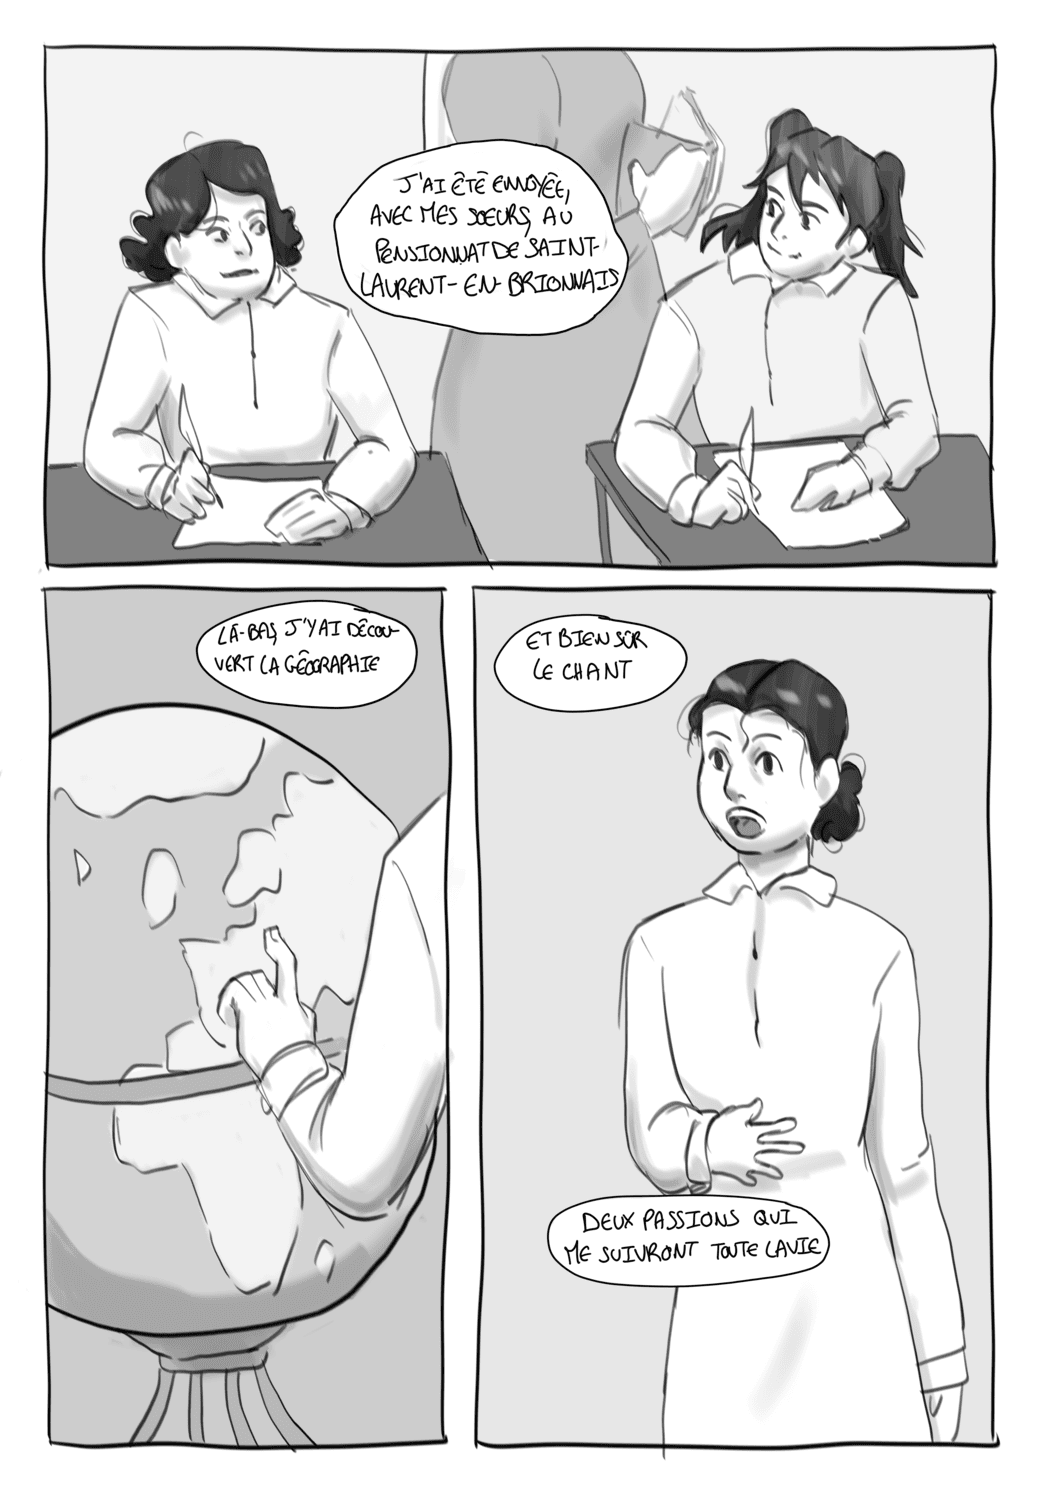 J'AI ÉTÉ ENVOYÉE,
AVEC MES SŒURS, AU
PENSIONNAT DE SAINT-
LAURENT-EN-BRIONNAIS
LÀ-BAS, J'Y AI DÉCOU-
VERT LA GÉOGRAPHIE
ET BIEN SÛR
LE CHANT
DEUX PASSIONS QUI
ME SUIVRONT TOUTE LA VIE